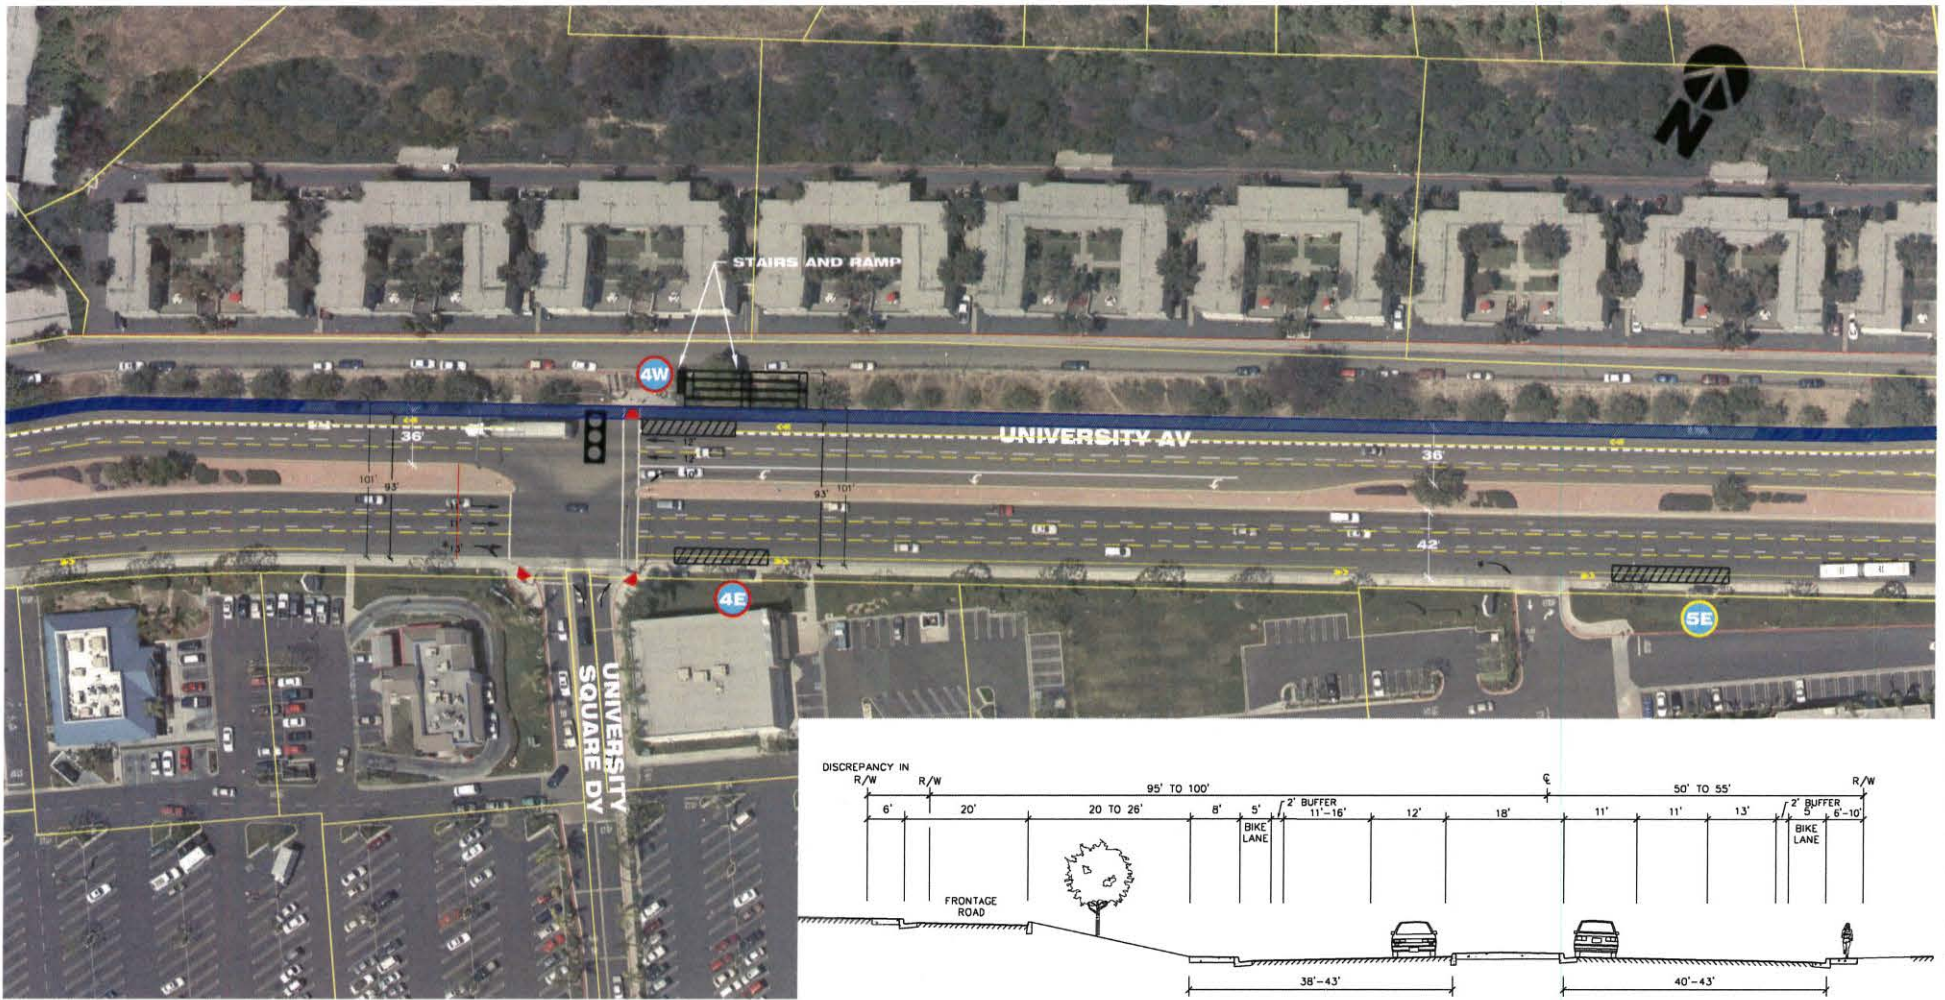 N
STAIRS AND RAMP
4W
UNIVERSITY AV
36'
12'
12'
10'
36'
101'
93'
93'
101'
13'
42'
4E
5E
UNIVERSITY
SQUARE DY
DISCREPANCY IN
R/W
R/W
℄
R/W
95' TO 100'
50' TO 55'
6'
20'
20 TO 26'
8'
5'
2' BUFFER
11'-16'
12'
18'
11'
11'
13'
2' BUFFER
5'
6'-10'
BIKE
LANE
BIKE
LANE
FRONTAGE
ROAD
38'-43'
40'-43'